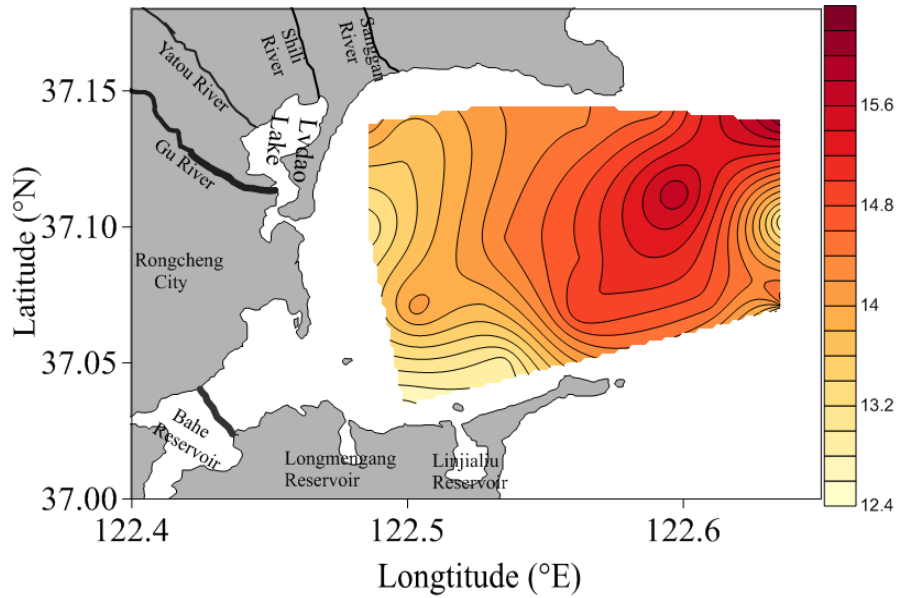 Yatou River
Shili
River
Sanggan
River
37.15
15.6
Lvdao
Lake
Gu River
14.8
37.10
Rongcheng
City
Latitude (°N)
14
37.05
13.2
Bahe
Reservoir
Longmengang
Reservoir
Linjialiu
Reservoir
37.00
12.4
122.4
122.5
122.6
Longtitude (°E)